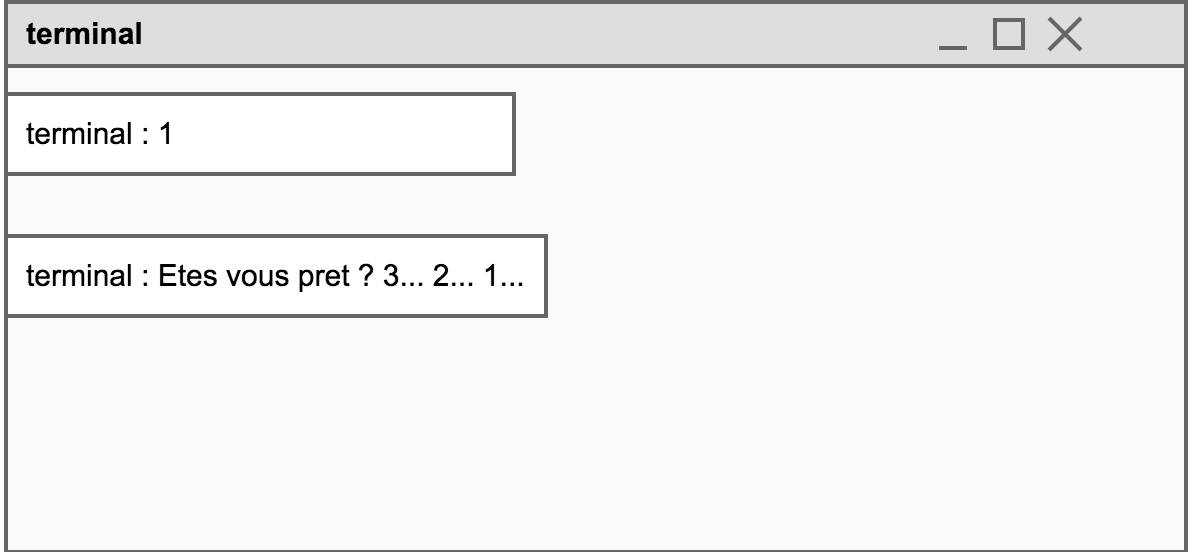 terminal
terminal : 1
terminal : Etes vous pret ? 3... 2... 1...